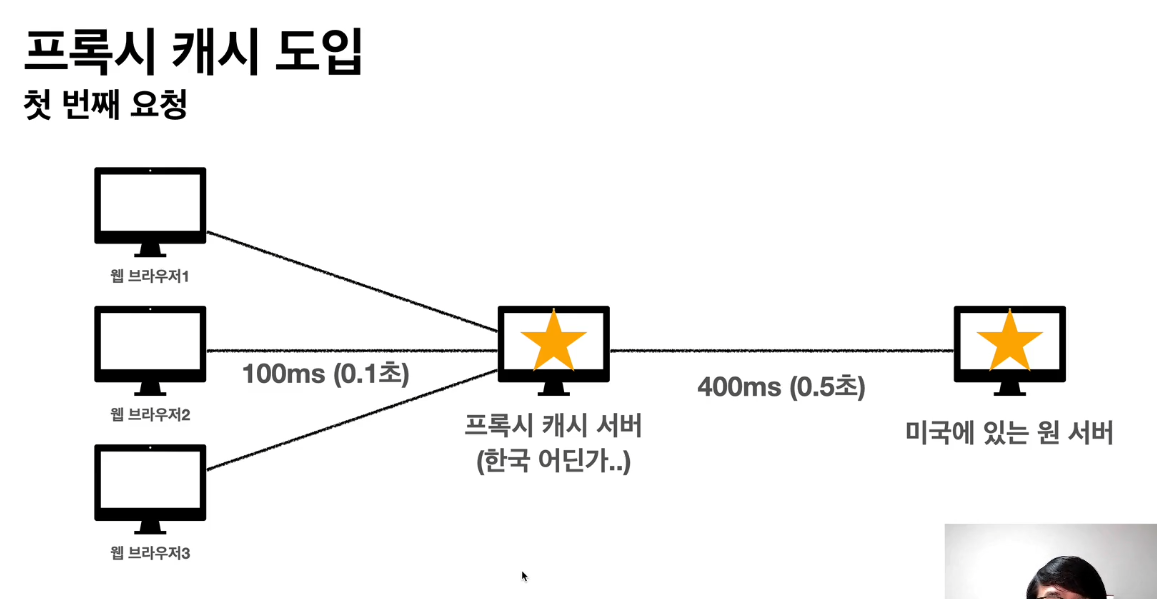 프록시 캐시 도입
첫 번째 요청
웹 브라우저1
웹 브라우저2
웹 브라우저3
100ms (0.1초)
프록시 캐시 서버
(한국 어딘가..)
400ms (0.5초)
미국에 있는 원 서버